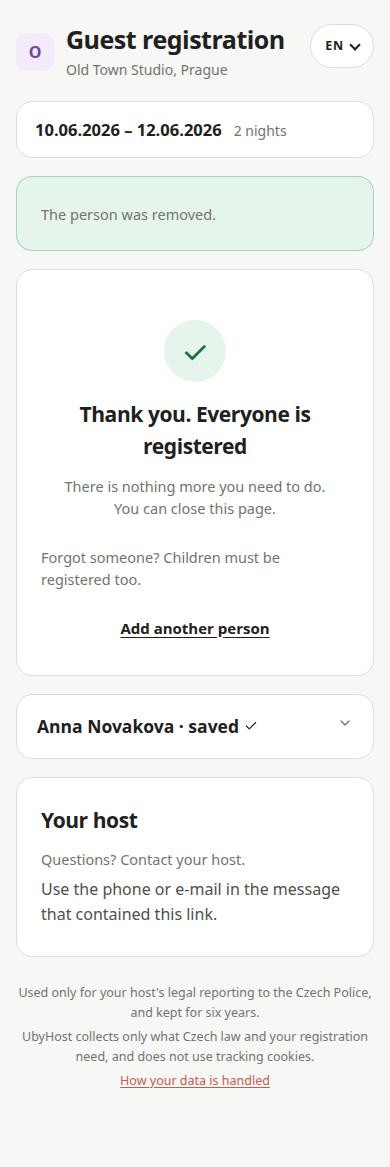 O
Guest registration
Old Town Studio, Prague
EN
10.06.2026 – 12.06.2026 2 nights
The person was removed.
Thank you. Everyone is
registered
There is nothing more you need to do.
You can close this page.
Forgot someone? Children must be
registered too.
Add another person
Anna Novakova · saved ✓
Your host
Questions? Contact your host.
Use the phone or e-mail in the message
that contained this link.
Used only for your host's legal reporting to the Czech Police,
and kept for six years.
UbyHost collects only what Czech law and your registration
need, and does not use tracking cookies.
How your data is handled